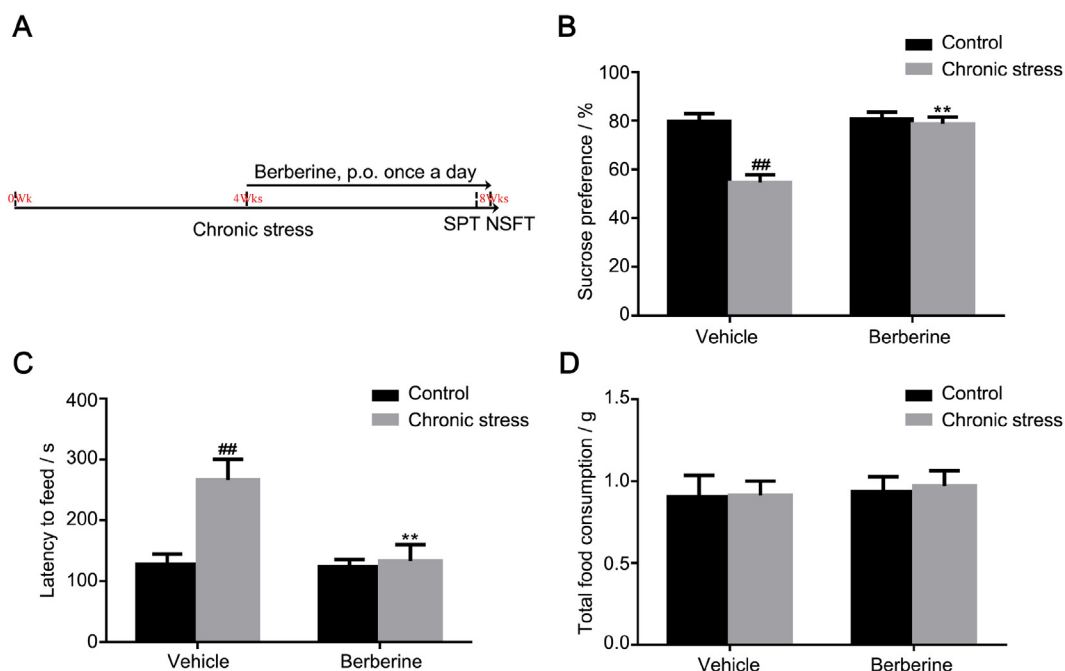 A
Berberine, p.o. once a day
0Wk
4Wks
8Wks
Chronic stress
SPT NSFT
B
Control
Chronic stress
Sucrose preference / %
100
80
60
40
20
0
##
**
Vehicle
Berberine
C
Control
Chronic stress
Latency to feed / s
400
300
200
100
0
##
**
Vehicle
Berberine
D
Control
Chronic stress
Total food consumption / g
1.5
1.0
0.5
0.0
Vehicle
Berberine